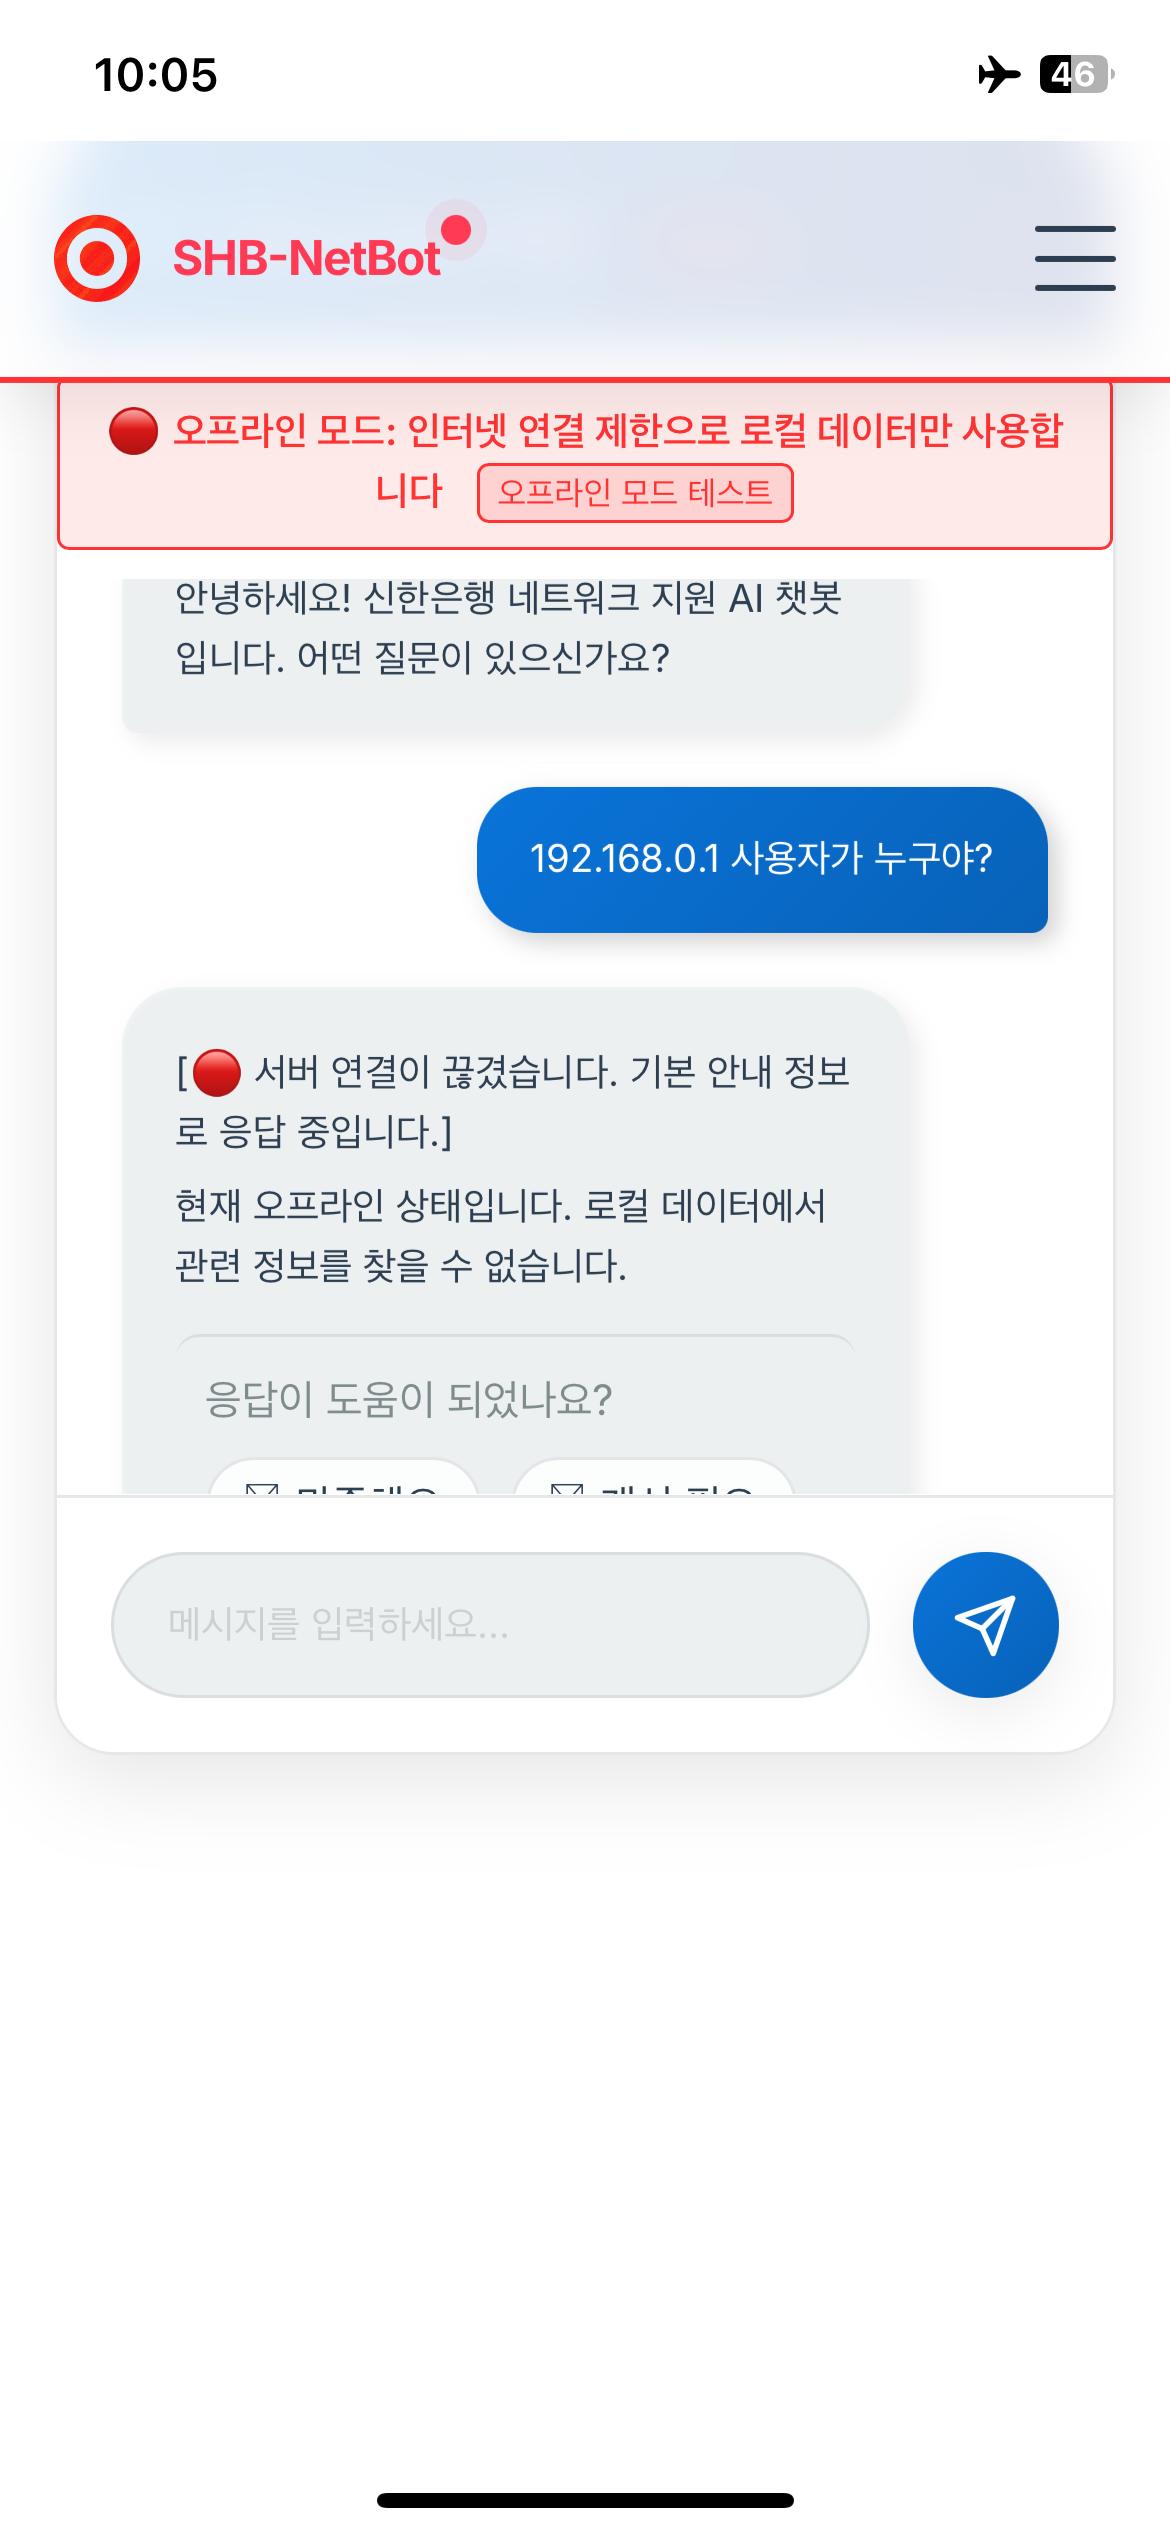 10:05
46
SHB-NetBot
🔴 오프라인 모드: 인터넷 연결 제한으로 로컬 데이터만 사용합
니다 오프라인 모드 테스트
안녕하세요! 신한은행 네트워크 지원 AI 챗봇
입니다. 어떤 질문이 있으신가요?
192.168.0.1 사용자가 누구야?
[🔴 서버 연결이 끊겼습니다. 기본 안내 정보
로 응답 중입니다.]
현재 오프라인 상태입니다. 로컬 데이터에서
관련 정보를 찾을 수 없습니다.
응답이 도움이 되었나요?
메시지를 입력하세요...